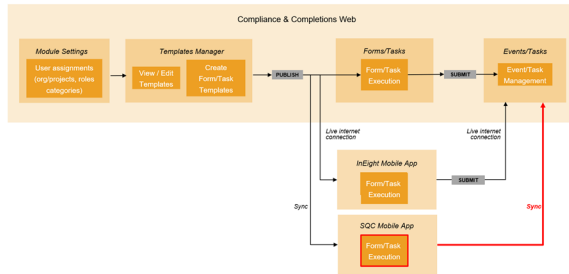 Compliance & Completions Web
Module Settings
User assignments
(org/projects, roles
categories)
Templates Manager
View / Edit
Templates
Create
Form/Task
Templates
PUBLISH
Forms/Tasks
Form/Task
Execution
SUBMIT
Events/Tasks
Event/Task
Management
Live internet
connection
Live internet
connection
InEight Mobile App
Form/Task
Execution
SUBMIT
Sync
SQC Mobile App
Form/Task
Execution
Sync